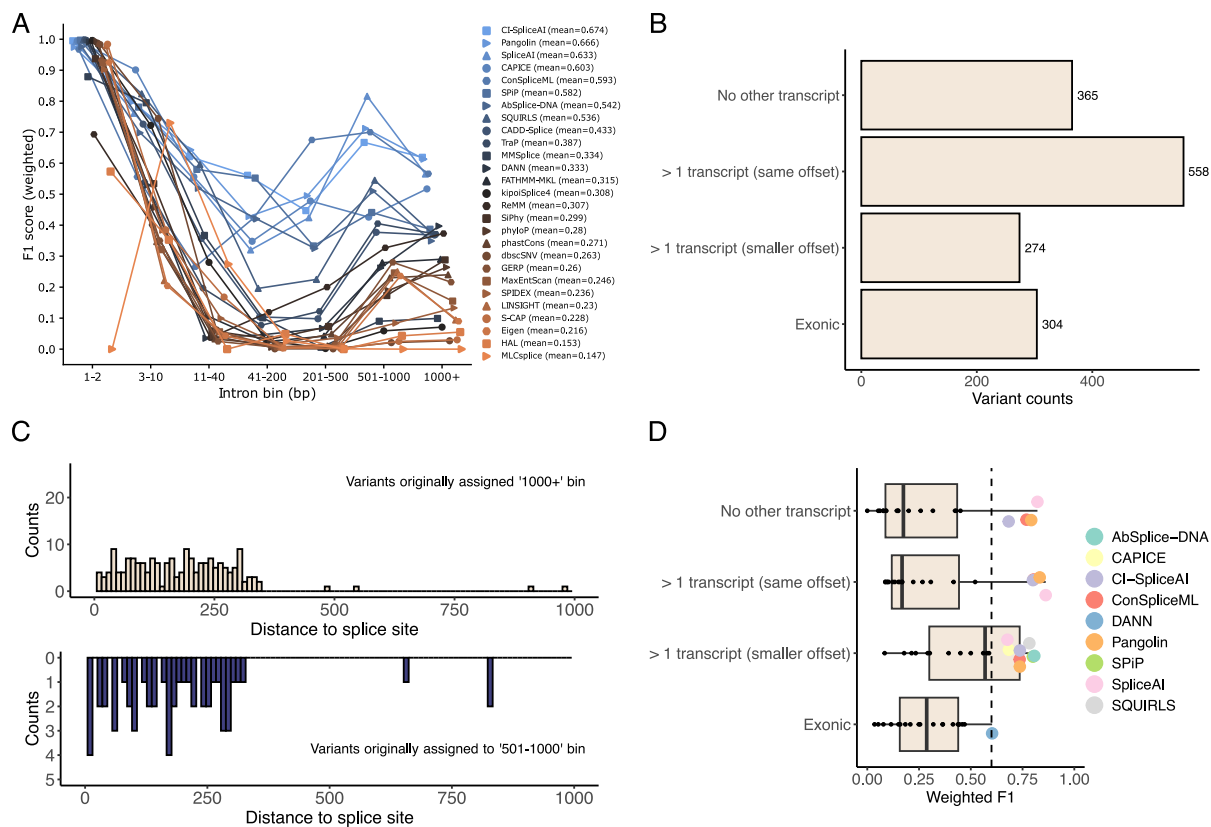 A
1.0
0.9
0.8
0.7
0.6
0.5
0.4
0.3
0.2
0.1
0.0
F1 score (weighted)
1-2
3-10
11-40
41-200
201-500
501-1000
1000+
Intron bin (bp)
CI-SpliceAI (mean=0.674)
Pangolin (mean=0.666)
SpliceAI (mean=0.633)
CAPICE (mean=0.603)
ConSpliceML (mean=0,593)
SPiP (mean=0.582)
AbSplice-DNA (mean=0.542)
SQUIRLS (mean=0.536)
CADD-Splice (mean=0,433)
TraP (mean=0.387)
MMSplice (mean=0.334)
DANN (mean=0.333)
FATHMM-MKL (mean=0.315)
kipoiSplice4 (mean=0.308)
ReMM (mean=0.307)
SiPhy (mean=0.299)
phyloP (mean=0.28)
phastCons (mean=0.271)
dbscSNV (mean=0.263)
GERP (mean=0.26)
MaxEntScan (mean=0.246)
SPIDEX (mean=0.236)
LINSIGHT (mean=0.23)
S-CAP (mean=0.228)
Eigen (mean=0.216)
HAL (mean=0.153)
MLCsplice (mean=0.147)
B
No other transcript
> 1 transcript (same offset)
> 1 transcript (smaller offset)
Exonic
365
558
274
304
0
200
400
Variant counts
C
Variants originally assigned '1000+' bin
20
10
0
Counts
0
250
500
750
1000
Distance to splice site
0
1
2
3
4
5
Counts
Variants originally assigned to '501-1000' bin
0
250
500
750
1000
Distance to splice site
D
No other transcript
> 1 transcript (same offset)
> 1 transcript (smaller offset)
Exonic
0.00
0.25
0.50
0.75
1.00
Weighted F1
AbSplice-DNA
CAPICE
CI-SpliceAI
ConSpliceML
DANN
Pangolin
SPiP
SpliceAI
SQUIRLS